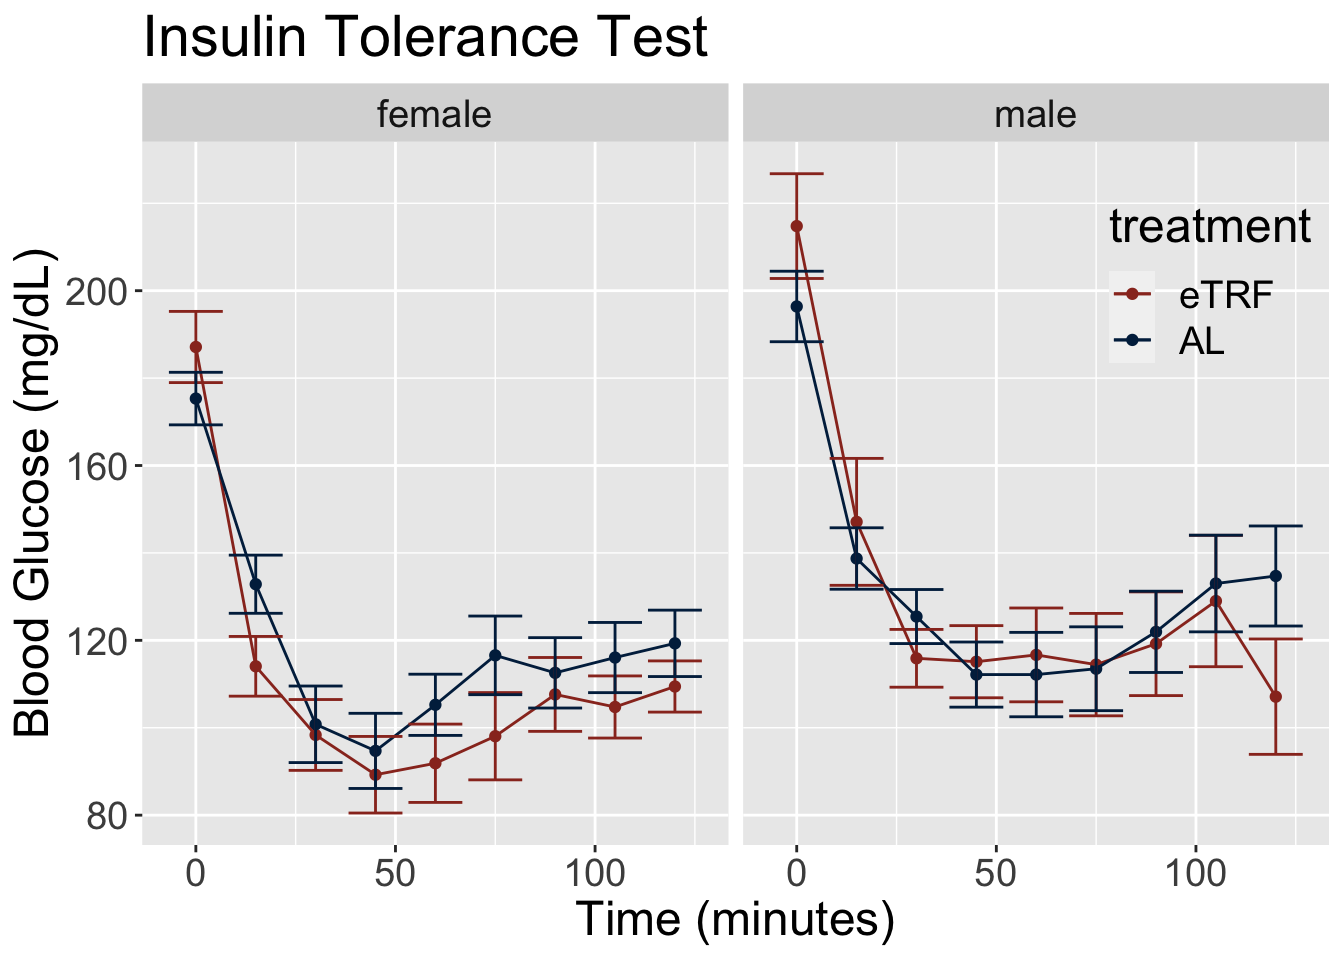 Insulin Tolerance Test
female
male
Blood Glucose (mg/dL)
200
160
120
80
treatment
eTRF
AL
0 50 100
0 50 100
Time (minutes)